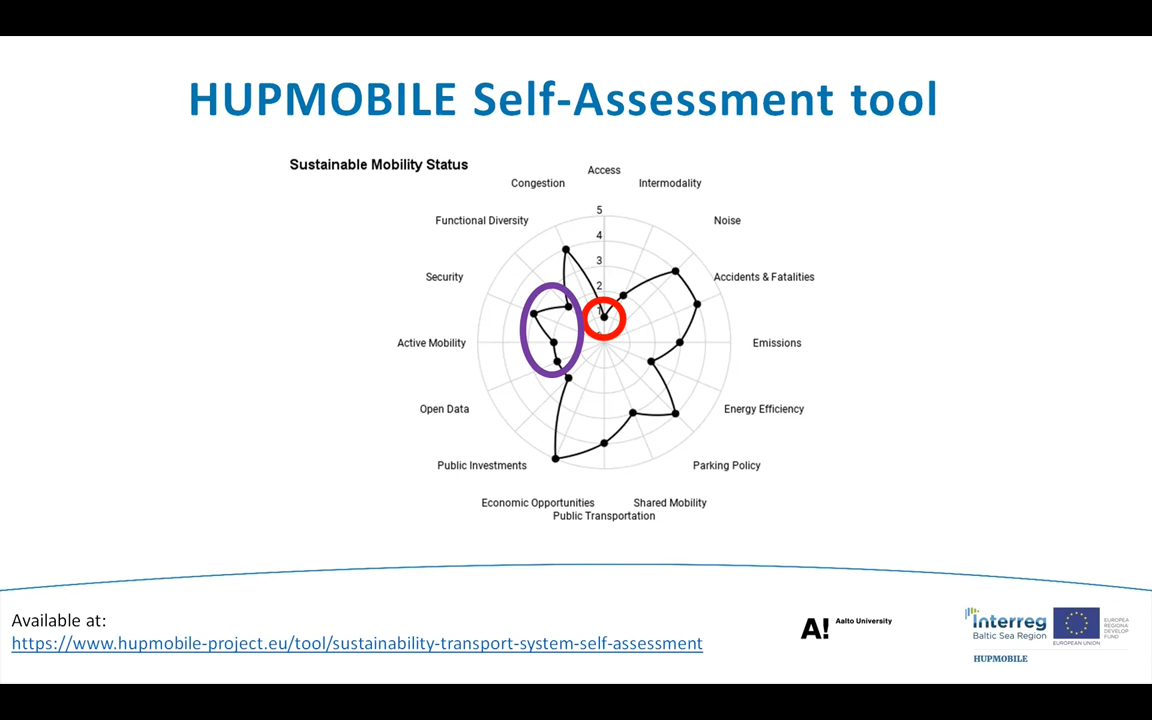 HUPMOBILE Self-Assessment tool
Sustainable Mobility Status
Access
Congestion
Intermodality
Functional Diversity
Noise
Security
Accidents & Fatalities
Active Mobility
Emissions
Open Data
Energy Efficiency
Public Investments
Parking Policy
Economic Opportunities
Shared Mobility
Public Transportation
5
4
3
2
1
Available at:
https://www.hupmobile-project.eu/tool/sustainability-transport-system-self-assessment
A!
Aalto University
Interreg
Baltic Sea Region
EUROPEAN UNION
EUROPEA
REGIONA
DEVELOP
FUND
HUPMOBILE